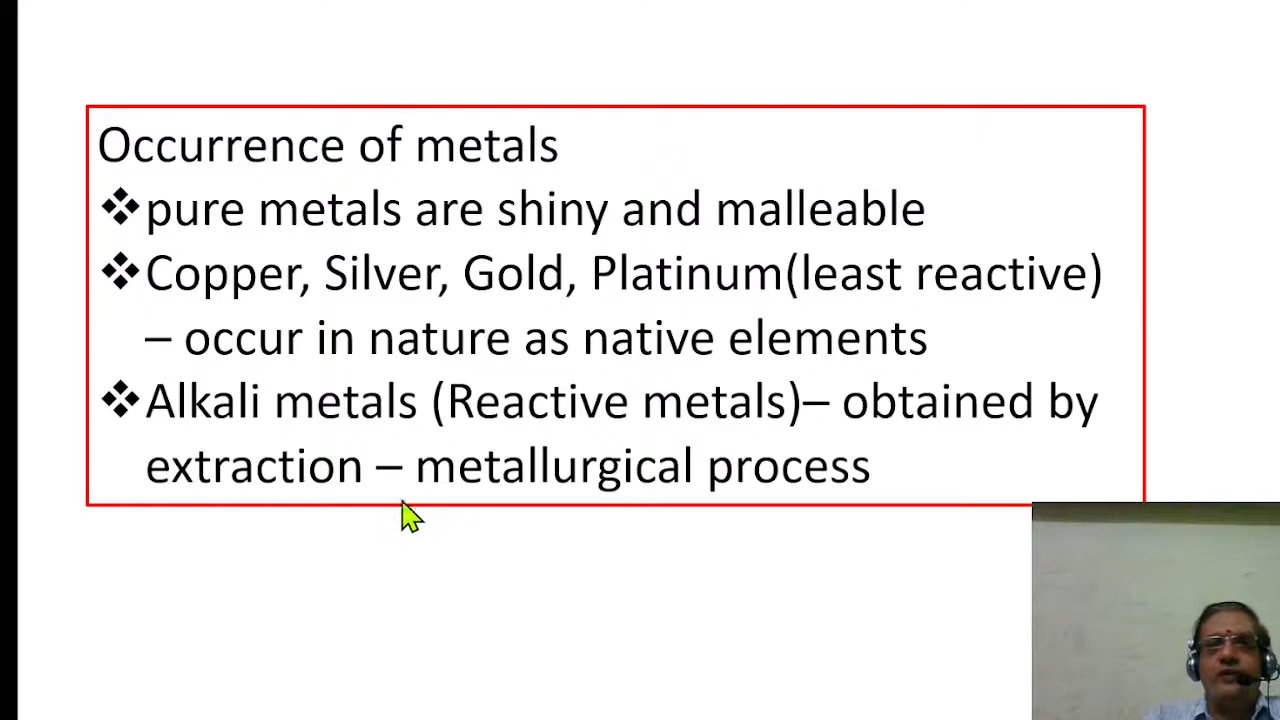 Occurrence of metals
❖pure metals are shiny and malleable
❖Copper, Silver, Gold, Platinum(least reactive)
– occur in nature as native elements
❖Alkali metals (Reactive metals)– obtained by
extraction – metallurgical process